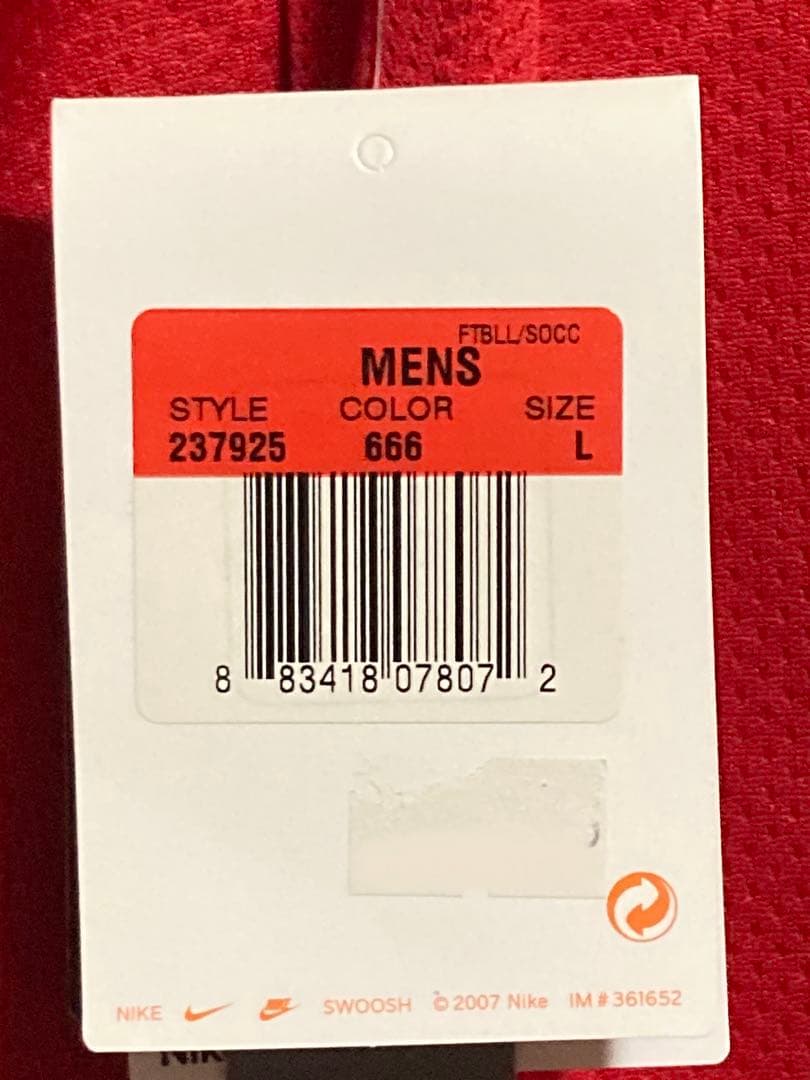 FTBLL/SOCC
MENS
STYLE COLOR SIZE
237925 666 L
8 83418 07807 2
NIKE SWOOSH © 2007 Nike IM # 361652